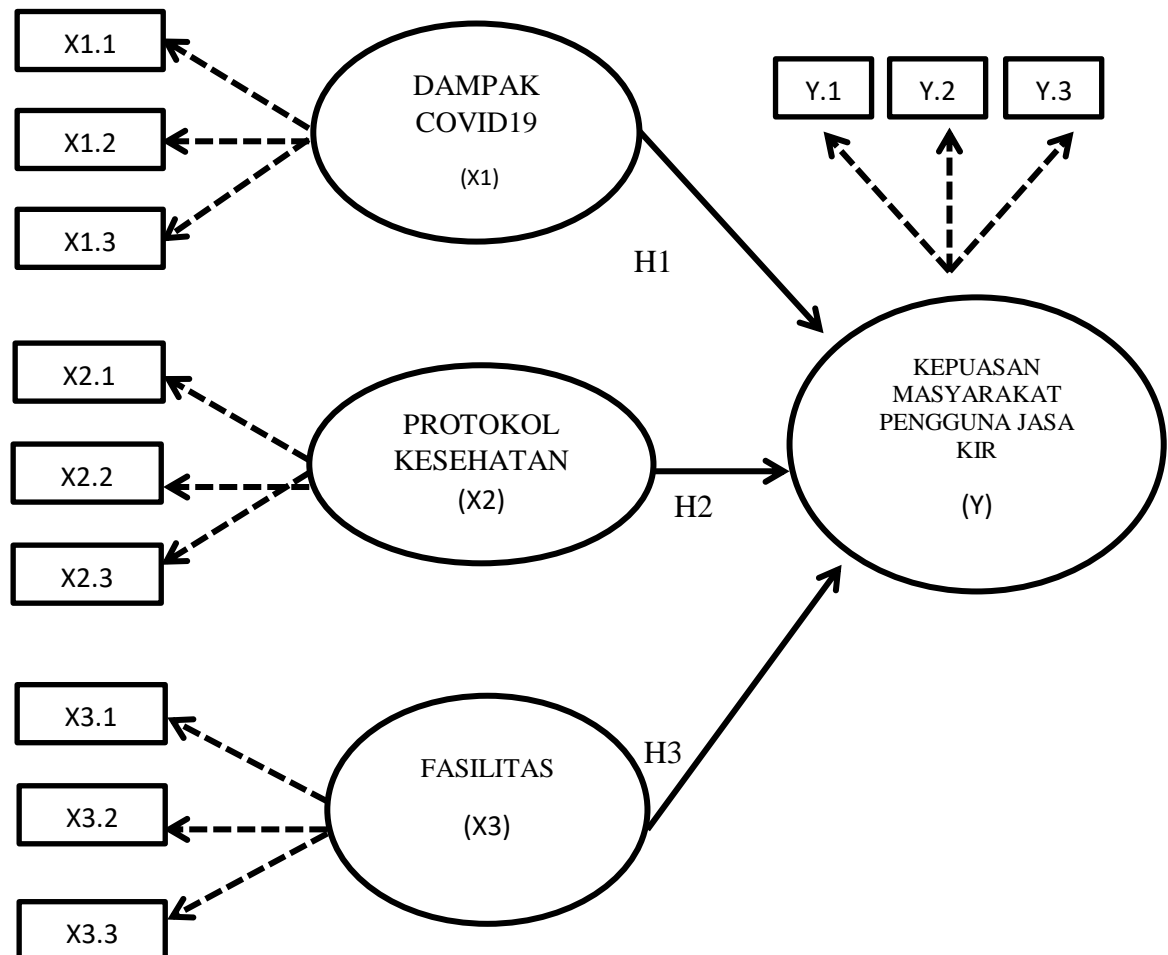 X1.1
X1.2
X1.3
DAMPAK
COVID19
(X1)
Y.1
Y.2
Y.3
H1
X2.1
X2.2
X2.3
PROTOKOL
KESEHATAN
(X2)
H2
KEPUASAN
MASYARAKAT
PENGGUNA JASA
KIR
(Y)
X3.1
X3.2
X3.3
FASILITAS
(X3)
H3